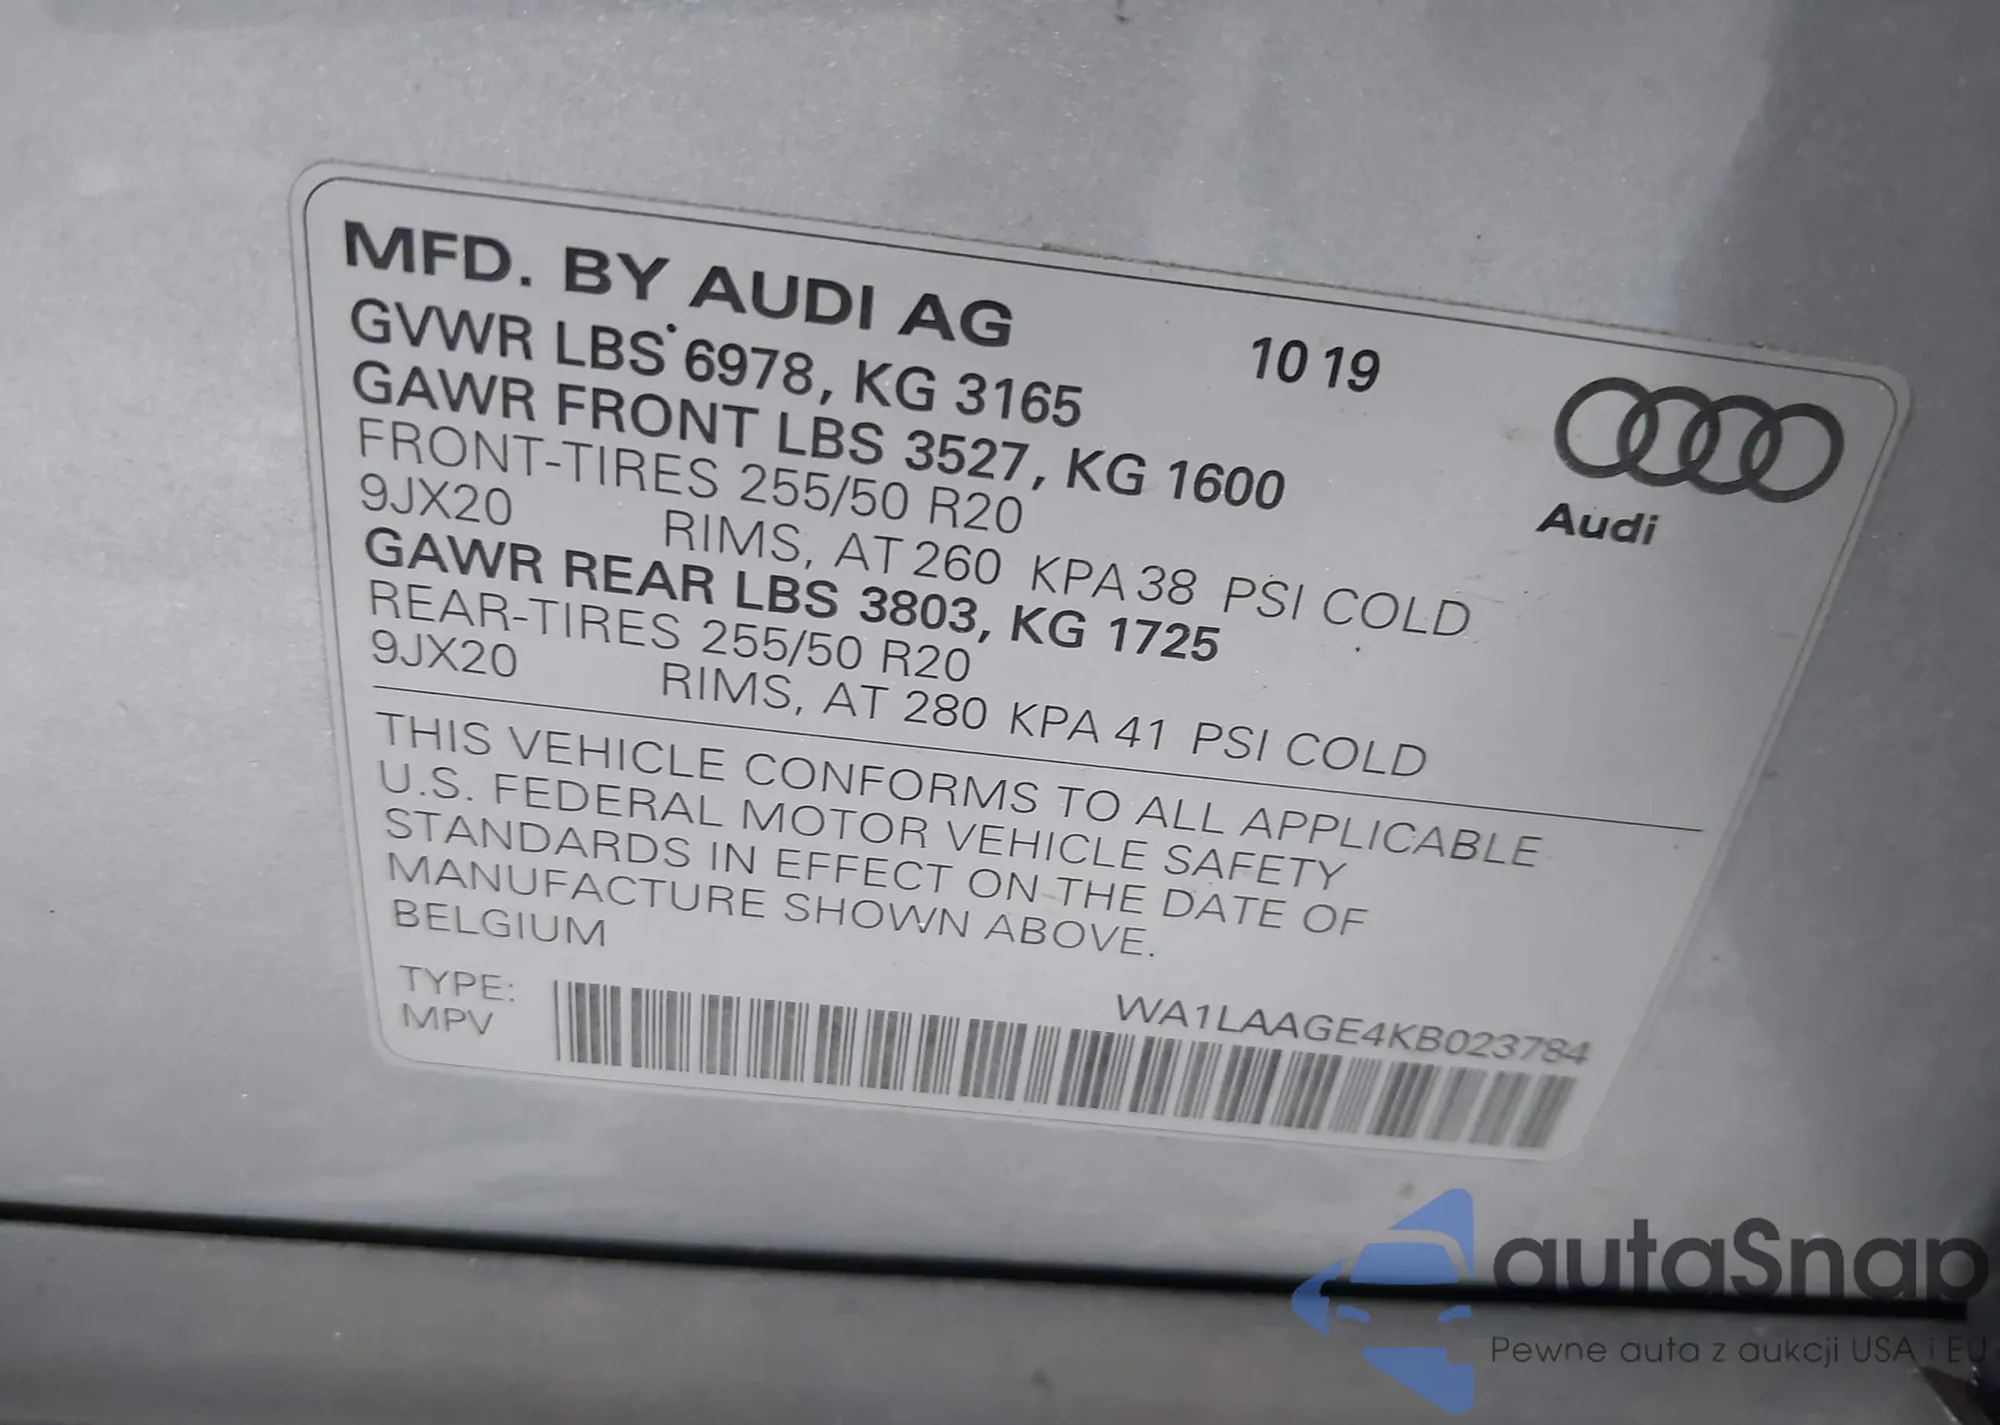 MFD. BY AUDI AG
10 19
GVWR LBS 6978, KG 3165
GAWR FRONT LBS 3527, KG 1600
FRONT-TIRES 255/50 R20
9JX20 RIMS, AT 260 KPA 38 PSI COLD
GAWR REAR LBS 3803, KG 1725
REAR-TIRES 255/50 R20
9JX20 RIMS, AT 280 KPA 41 PSI COLD
Audi
THIS VEHICLE CONFORMS TO ALL APPLICABLE
U.S. FEDERAL MOTOR VEHICLE SAFETY
STANDARDS IN EFFECT ON THE DATE OF
MANUFACTURE SHOWN ABOVE.
BELGIUM
TYPE:
MPV
WA1LAAGE4KB023784
autaSnap
Pewne auta z aukcji USA i EU